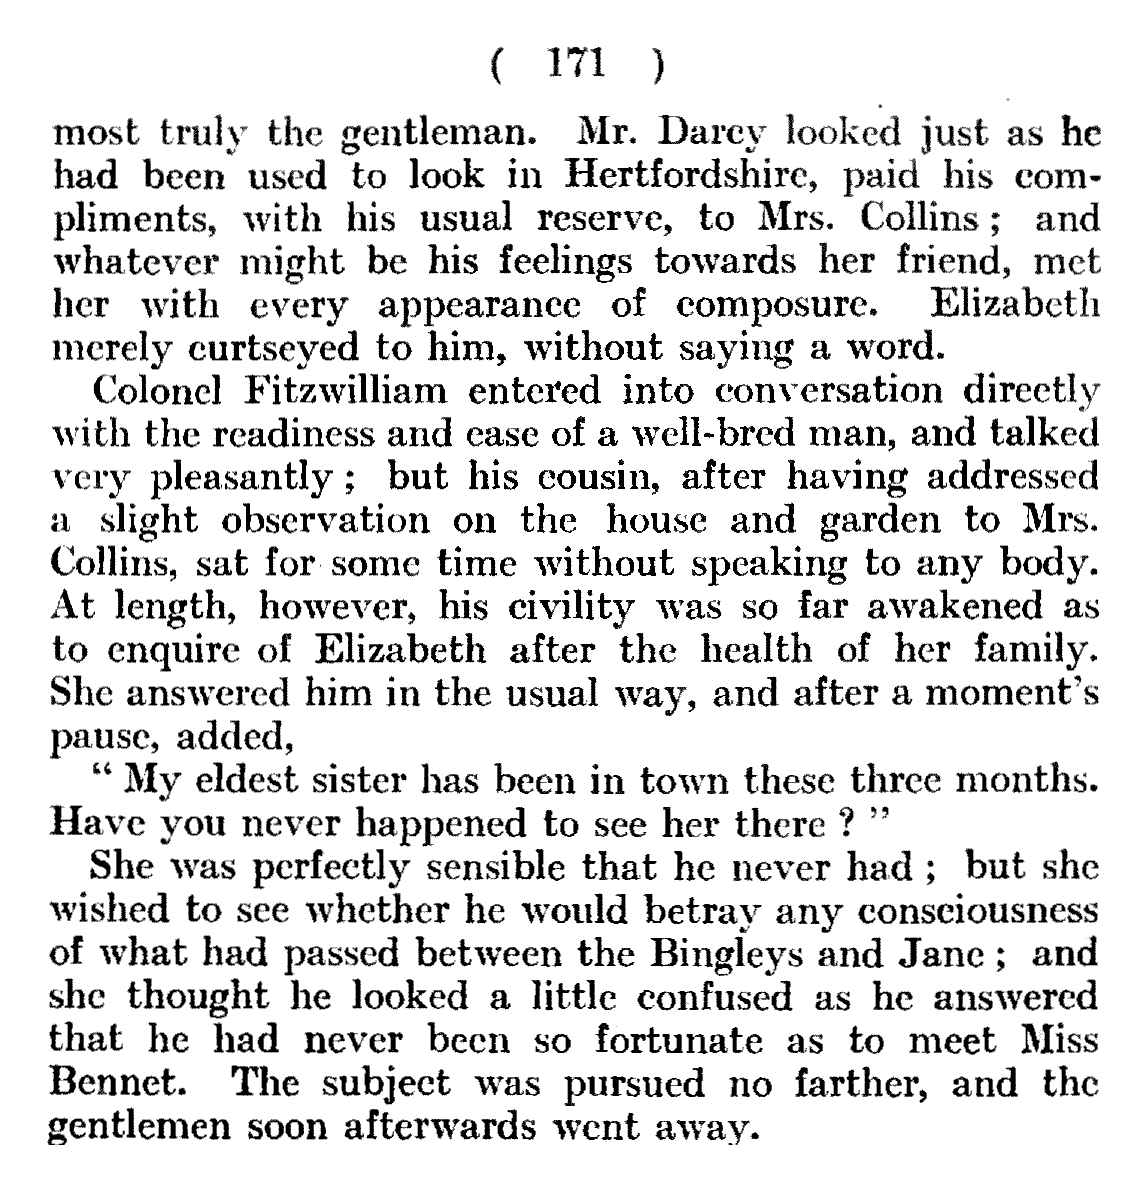 ( 171 )
most truly the gentleman. Mr. Darcy looked just as he
had been used to look in Hertfordshire, paid his com-
pliments, with his usual reserve, to Mrs. Collins ; and
whatever might be his feelings towards her friend, met
her with every appearance of composure. Elizabeth
merely curtseyed to him, without saying a word.
Colonel Fitzwilliam entered into conversation directly
with the readiness and ease of a well-bred man, and talked
very pleasantly ; but his cousin, after having addressed
a slight observation on the house and garden to Mrs.
Collins, sat for some time without speaking to any body.
At length, however, his civility was so far awakened as
to enquire of Elizabeth after the health of her family.
She answered him in the usual way, and after a moment's
pause, added,
“ My eldest sister has been in town these three months.
Have you never happened to see her there ? ”
She was perfectly sensible that he never had ; but she
wished to see whether he would betray any consciousness
of what had passed between the Bingleys and Jane ; and
she thought he looked a little confused as he answered
that he had never been so fortunate as to meet Miss
Bennet. The subject was pursued no farther, and the
gentlemen soon afterwards went away.